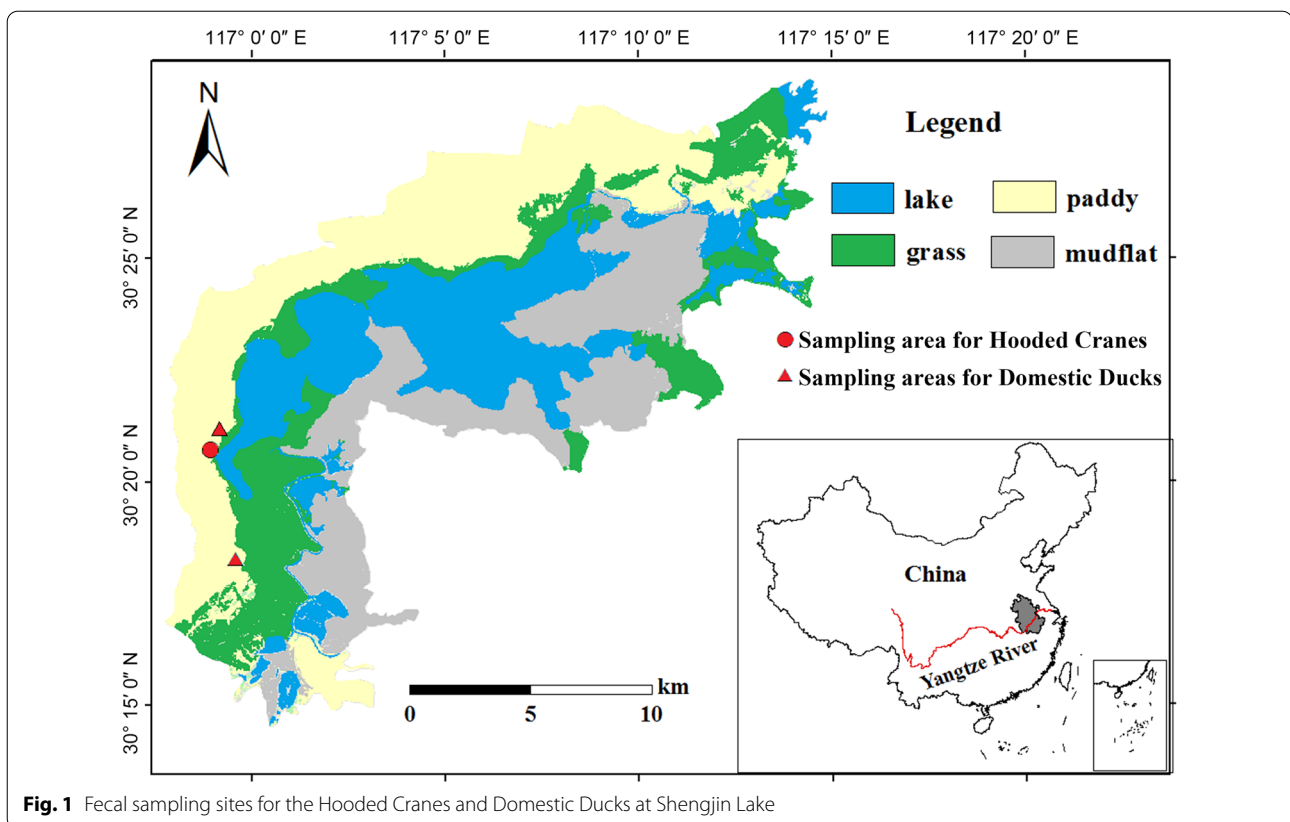 117° 0′ 0″ E
117° 5′ 0″ E
117° 10′ 0″ E
117° 15′ 0″ E
117° 20′ 0″ E
N
Legend
lake
paddy
grass
mudflat
Sampling area for Hooded Cranes
Sampling areas for Domestic Ducks
30° 25′ 0″ N
30° 20′ 0″ N
30° 15′ 0″ N
km
0 5 10
China
Yangtze River
Fig. 1 Fecal sampling sites for the Hooded Cranes and Domestic Ducks at Shengjin Lake